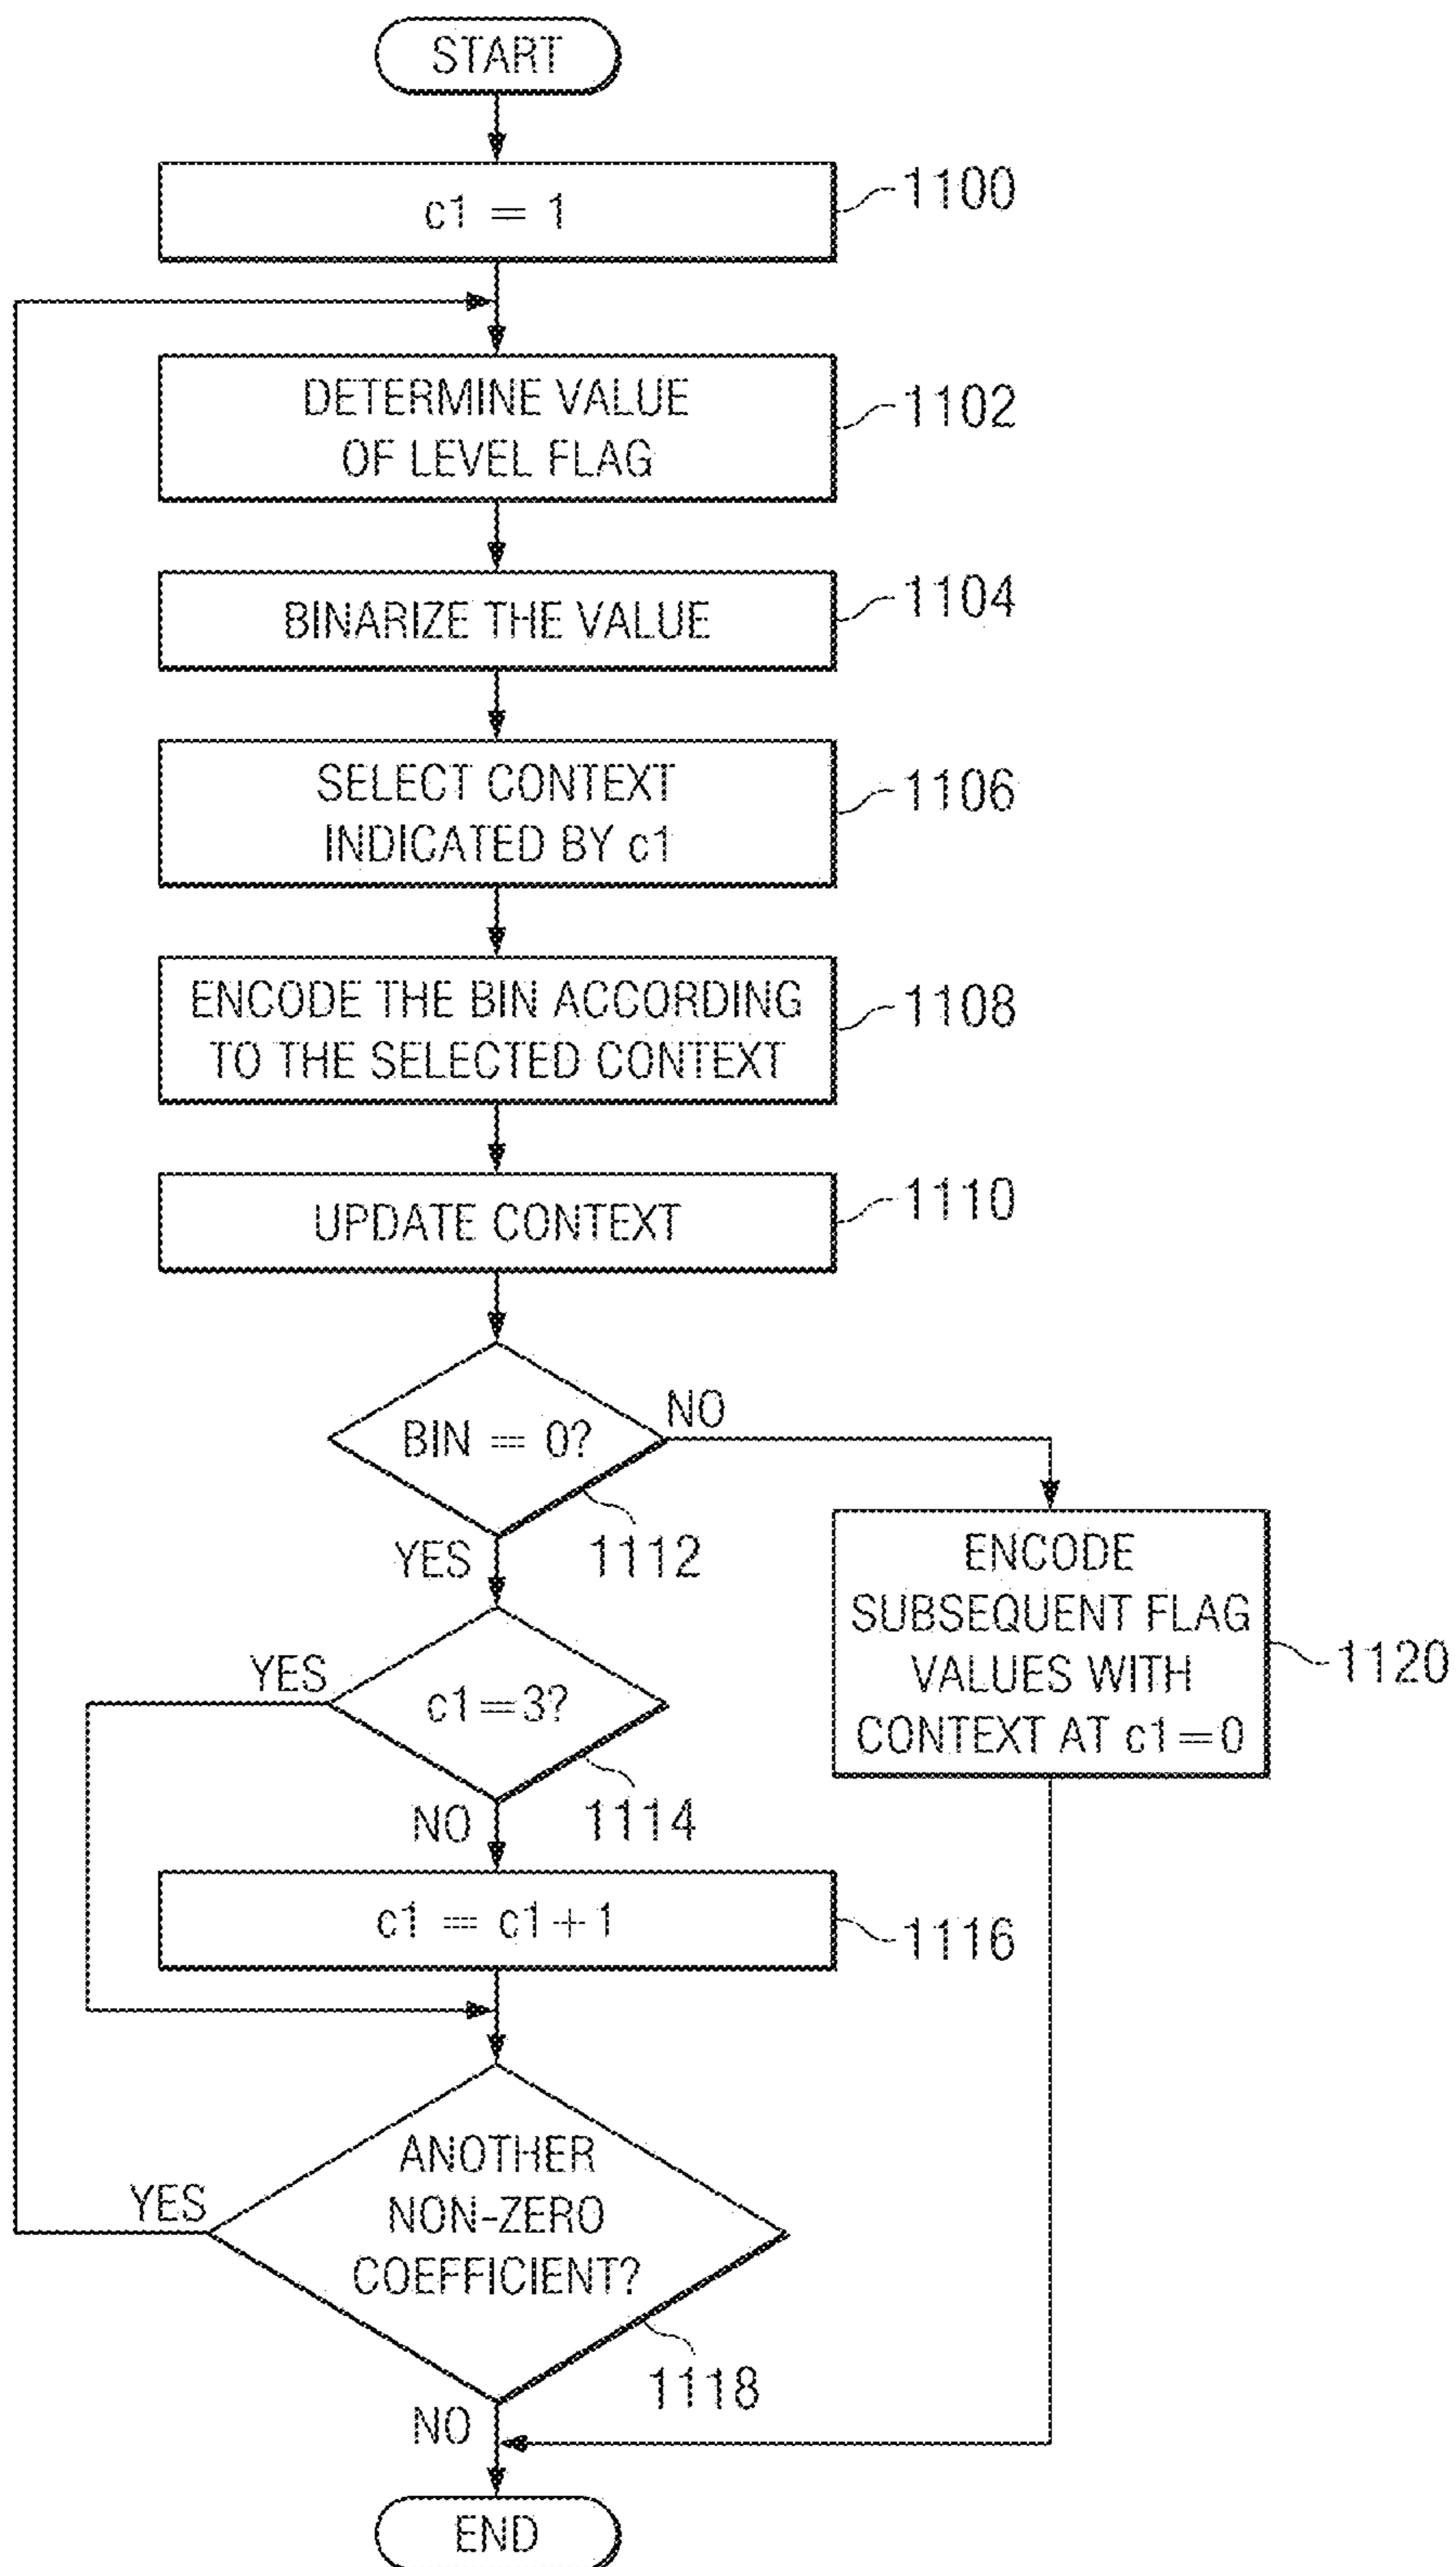 START
c1 = 1
1100
DETERMINE VALUE
OF LEVEL FLAG
1102
BINARIZE THE VALUE
1104
SELECT CONTEXT
INDICATED BY c1
1106
ENCODE THE BIN ACCORDING
TO THE SELECTED CONTEXT
1108
UPDATE CONTEXT
1110
BIN == 0?
NO
1112
YES
ENCODE
SUBSEQUENT FLAG
VALUES WITH
CONTEXT AT c1=0
1120
YES
c1==3?
1114
NO
c1 = c1+1
1116
ANOTHER
NON-ZERO
COEFFICIENT?
YES
1118
NO
END